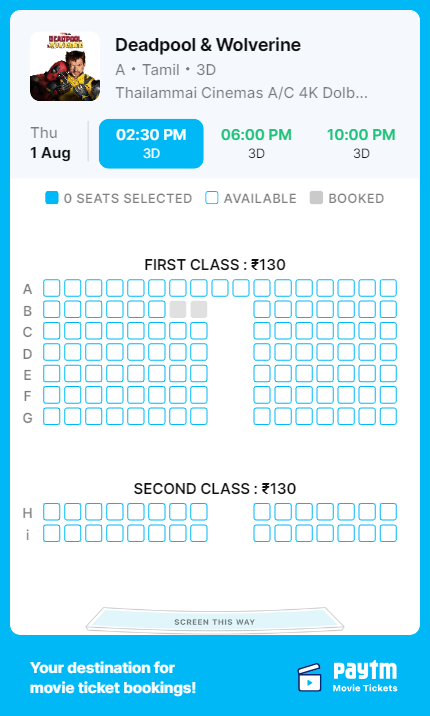 DEADPOOL
Deadpool & Wolverine
A • Tamil • 3D
Thailammai Cinemas A/C 4K Dolb...
Thu
1 Aug
02:30 PM
3D
06:00 PM
3D
10:00 PM
3D
0 SEATS SELECTED
AVAILABLE
BOOKED
FIRST CLASS : ₹130
A
B
C
D
E
F
G
SECOND CLASS : ₹130
H
i
SCREEN THIS WAY
Your destination for
movie ticket bookings!
paytm
Movie Tickets